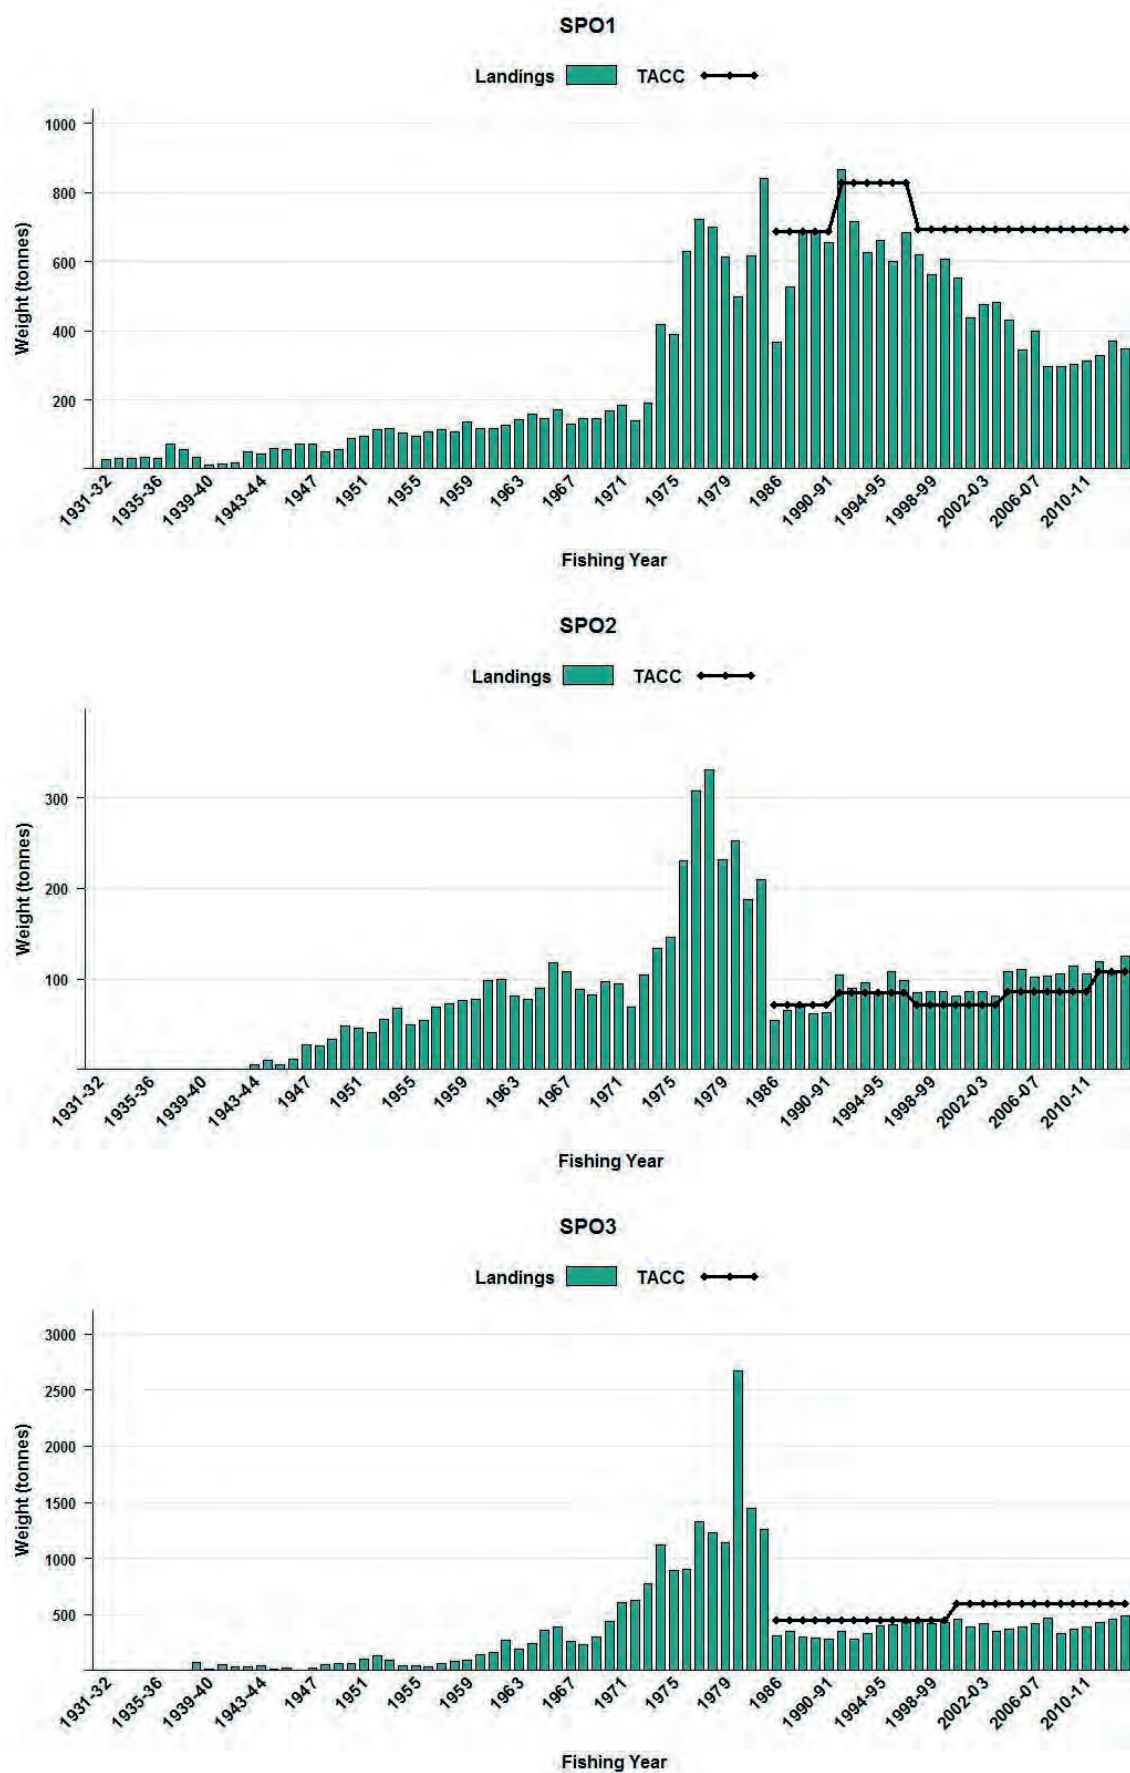 SPO1
Landings TACC
1000
800
600
400
200
Weight (tonnes)
1931-32 1935-36 1939-40 1943-44 1947 1951 1955 1959 1963 1967 1971 1975 1979 1986 1990-91 1994-95 1998-99 2002-03 2006-07 2010-11
Fishing Year
SPO2
Landings TACC
300
200
100
Weight (tonnes)
1931-32 1935-36 1939-40 1943-44 1947 1951 1955 1959 1963 1967 1971 1975 1979 1986 1990-91 1994-95 1998-99 2002-03 2006-07 2010-11
Fishing Year
SPO3
Landings TACC
3000
2500
2000
1500
1000
500
Weight (tonnes)
1931-32 1935-36 1939-40 1943-44 1947 1951 1955 1959 1963 1967 1971 1975 1979 1986 1990-91 1994-95 1998-99 2002-03 2006-07 2010-11
Fishing Year